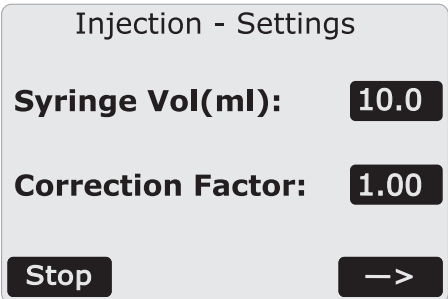 Injection - Settings
Syringe Vol(ml): 10.0
Correction Factor: 1.00
Stop —>